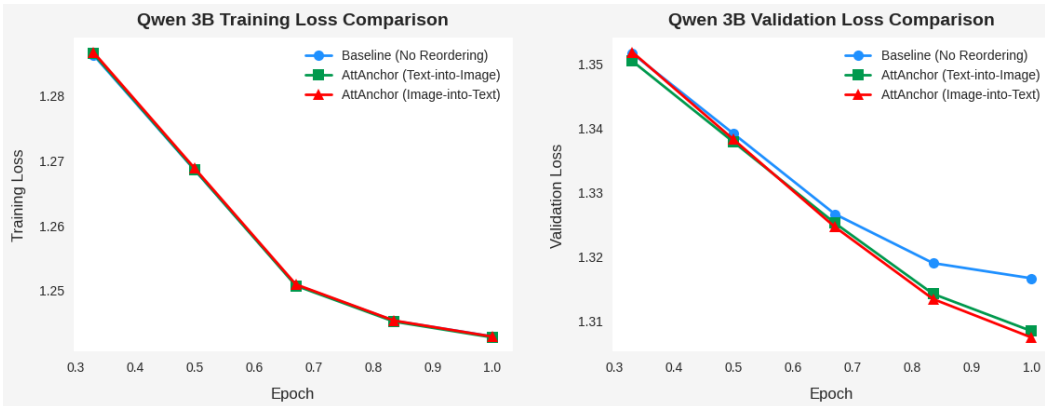 Qwen 3B Training Loss Comparison
Baseline (No Reordering)
AttAnchor (Text-into-Image)
AttAnchor (Image-into-Text)
Training Loss
1.28
1.27
1.26
1.25
0.3 0.4 0.5 0.6 0.7 0.8 0.9 1.0
Epoch
Qwen 3B Validation Loss Comparison
Baseline (No Reordering)
AttAnchor (Text-into-Image)
AttAnchor (Image-into-Text)
Validation Loss
1.35
1.34
1.33
1.32
1.31
0.3 0.4 0.5 0.6 0.7 0.8 0.9 1.0
Epoch